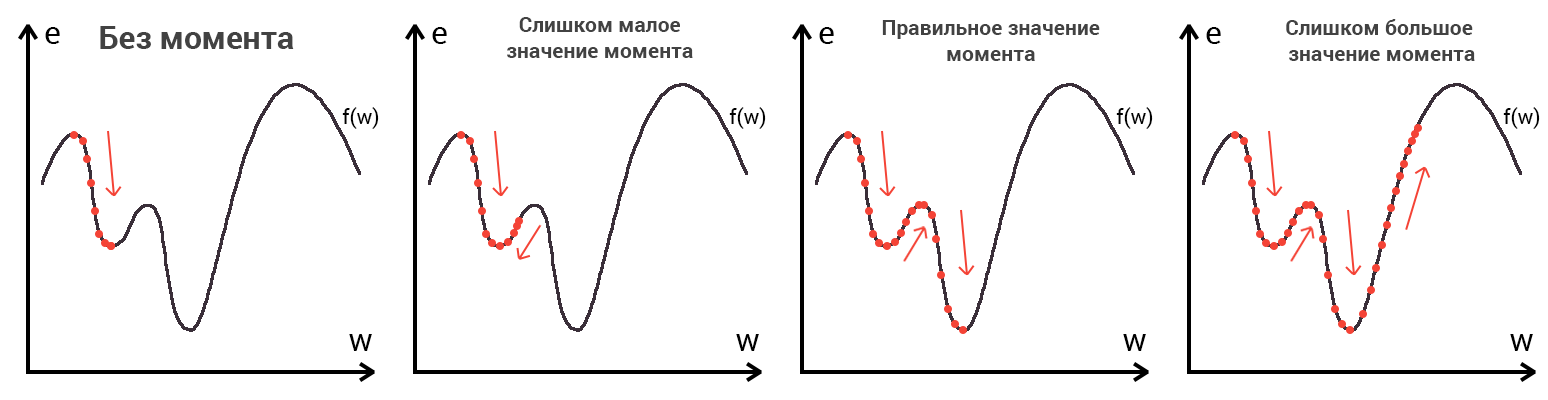 e
Без момента
f(w)
w
e
Слишком малое
значение момента
f(w)
w
e
Правильное значение
момента
f(w)
w
e
Слишком большое
значение момента
f(w)
w